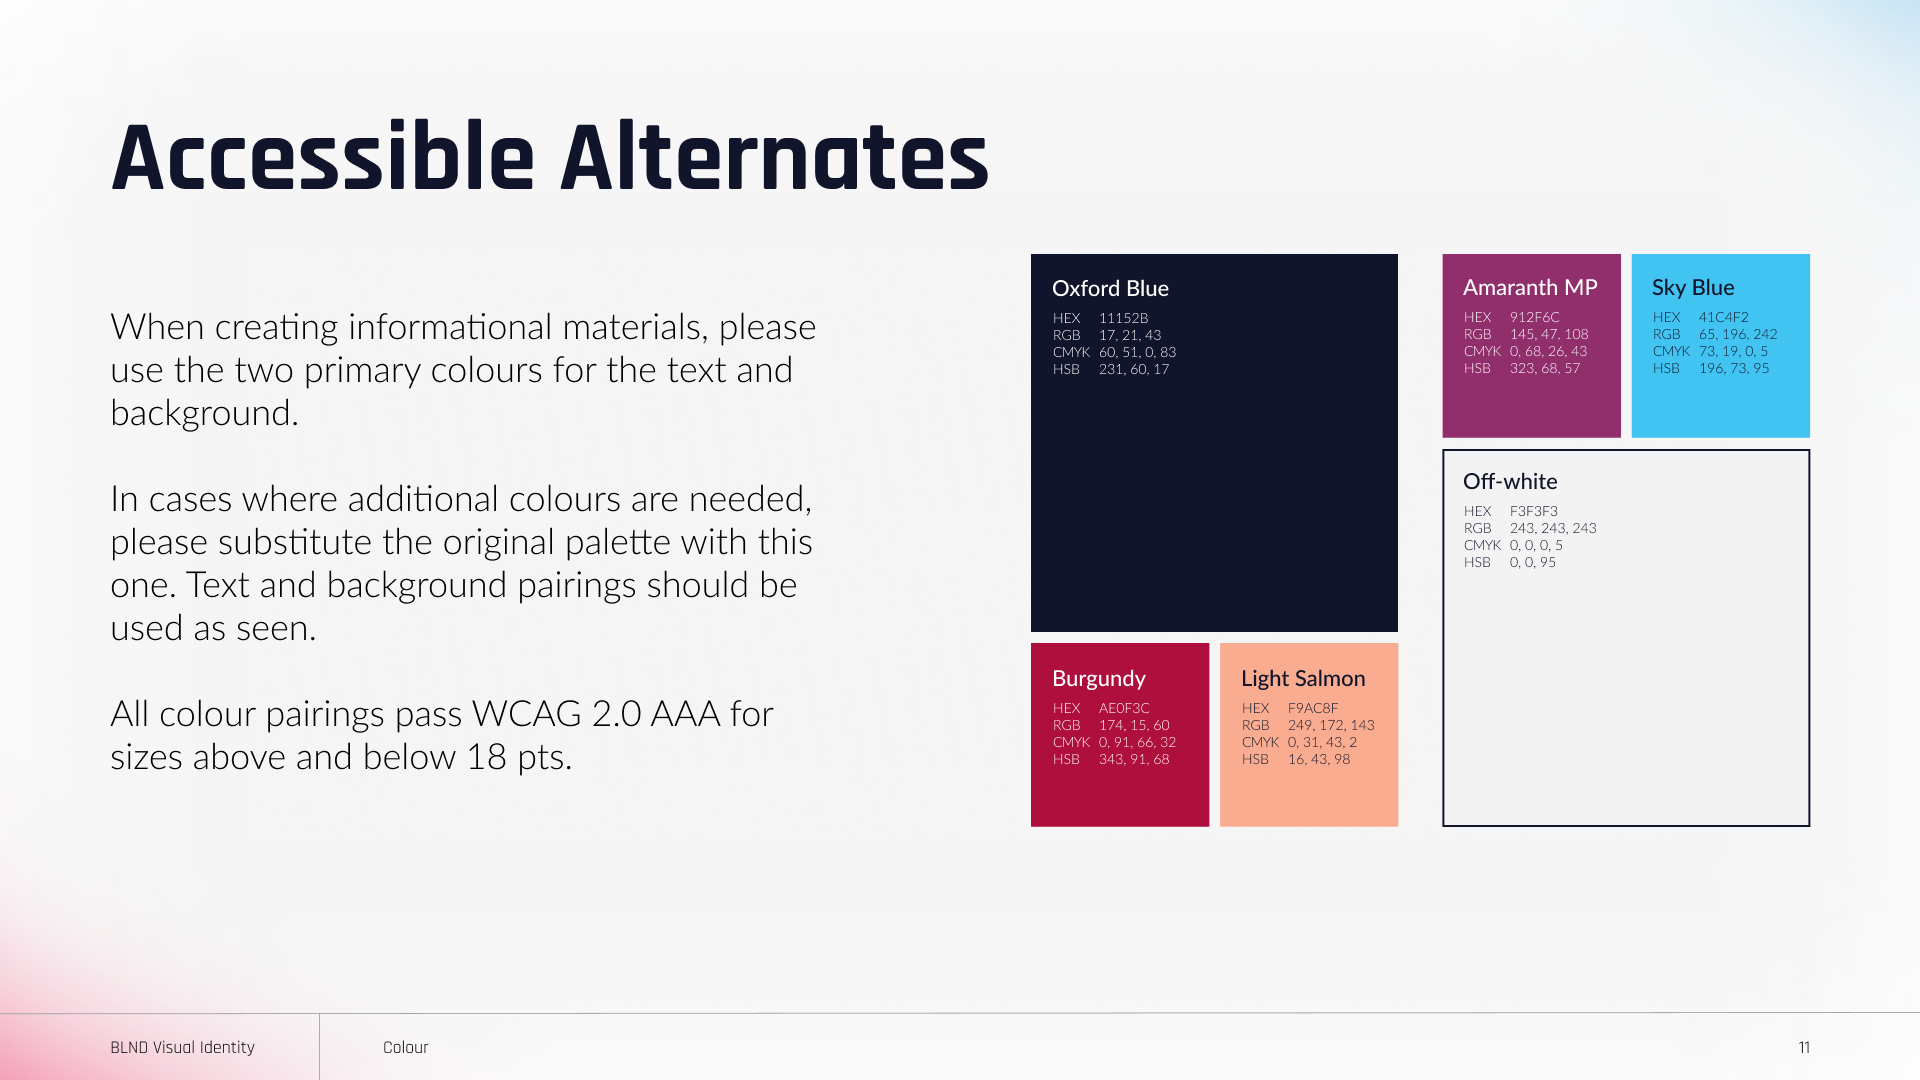 Accessible Alternates
When creating informational materials, please
use the two primary colours for the text and
background.
In cases where additional colours are needed,
please substitute the original palette with this
one. Text and background pairings should be
used as seen.
All colour pairings pass WCAG 2.0 AAA for
sizes above and below 18 pts.
Oxford Blue
HEX 11152B
RGB 17, 21, 43
CMYK 60, 51, 0, 83
HSB 231, 60, 17
Burgundy
HEX AE0F3C
RGB 174, 15, 60
CMYK 0, 91, 66, 32
HSB 343, 91, 68
Light Salmon
HEX F9AC8F
RGB 249, 172, 143
CMYK 0, 31, 43, 2
HSB 16, 43, 98
Amaranth MP
HEX 912F6C
RGB 145, 47, 108
CMYK 0, 68, 26, 43
HSB 323, 68, 57
Sky Blue
HEX 41C4F2
RGB 65, 196, 242
CMYK 73, 19, 0, 5
HSB 196, 73, 95
Off-white
HEX F3F3F3
RGB 243, 243, 243
CMYK 0, 0, 0, 5
HSB 0, 0, 95
BLND Visual Identity
Colour
11